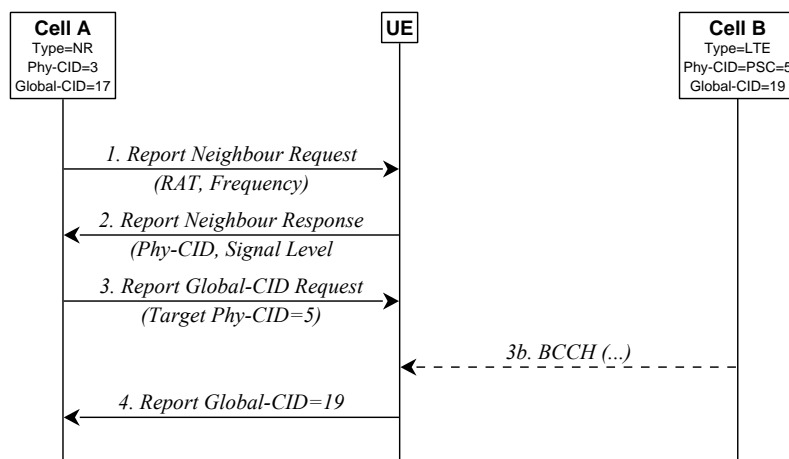 Cell A
Type=NR
Phy-CID=3
Global-CID=17
UE
Cell B
Type=LTE
Phy-CID=PSC=5
Global-CID=19
1. Report Neighbour Request
(RAT, Frequency)
2. Report Neighbour Response
(Phy-CID, Signal Level
3. Report Global-CID Request
(Target Phy-CID=5)
3b. BCCH (...)
4. Report Global-CID=19